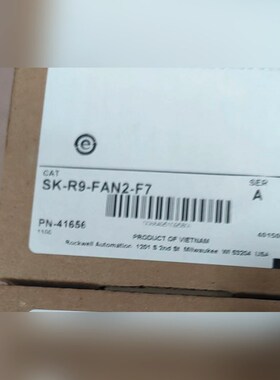 e
CAT
SER
SK-R9-FAN2-F7
A
PN-41656
PRODUCT OF VIETNAM
Rockwell Automation 1201 S 2nd St Milwaukee WI 53204 USA